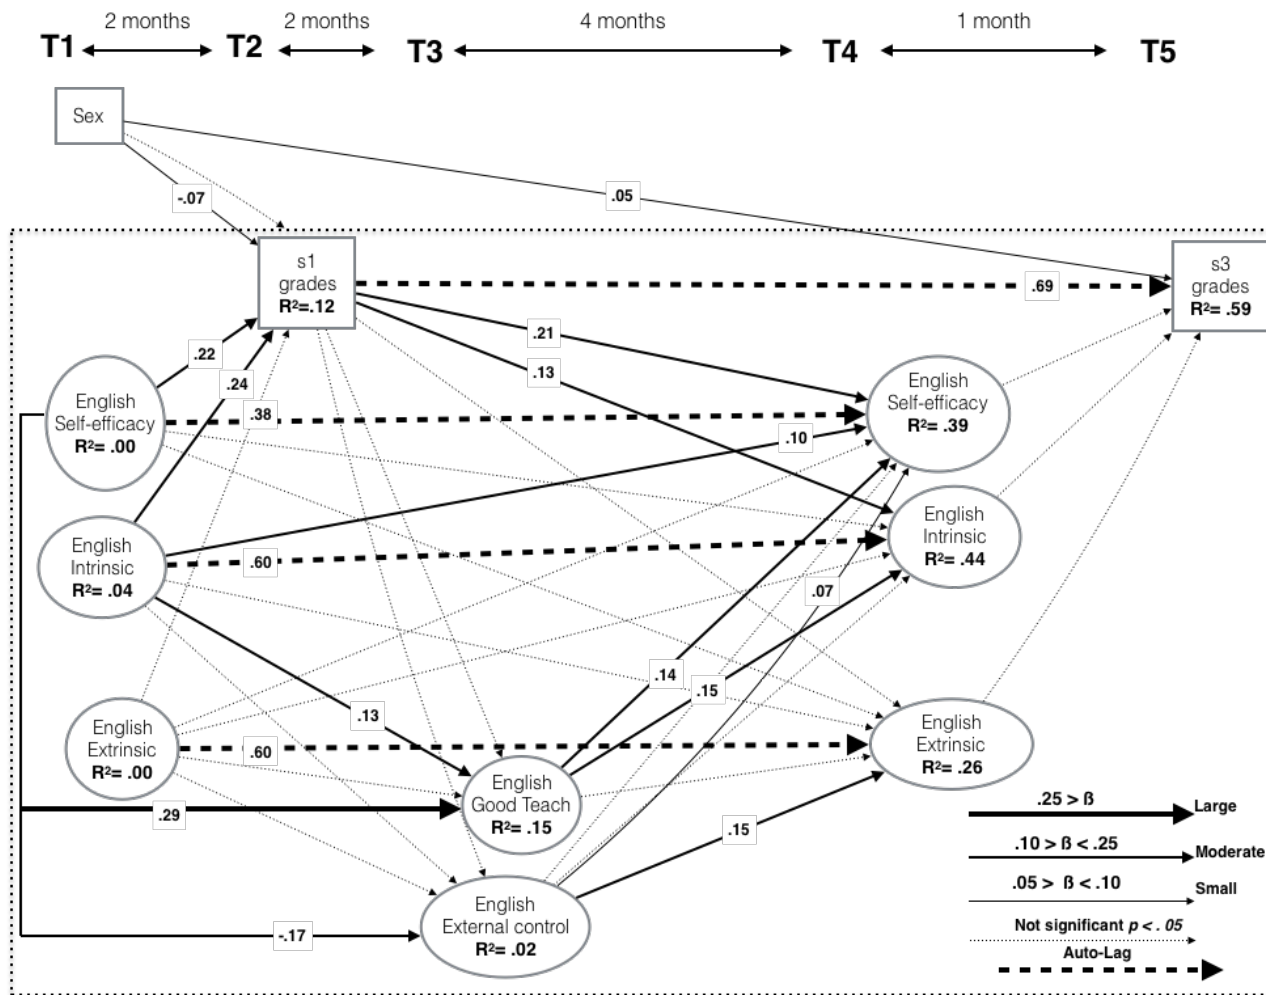 2 months
2 months
4 months
1 month
T1
T2
T3
T4
T5
Sex
-.07
.05
s1
grades
R²=.12
.69
s3
grades
R²= .59
.21
.13
.22
.24
.38
English
Self-efficacy
R²= .00
English
Self-efficacy
R²= .39
.10
English
Intrinsic
R²= .04
.60
English
Intrinsic
R²= .44
.07
.14
.15
.13
English
Extrinsic
R²= .00
.60
English
Extrinsic
R²= .26
English
Good Teach
R²= .15
.29
.15
English
External control
R²= .02
-.17
.25 > ß
Large
.10 > ß < .25
Moderate
.05 > ß < .10
Small
Not significant p < . 05
Auto-Lag